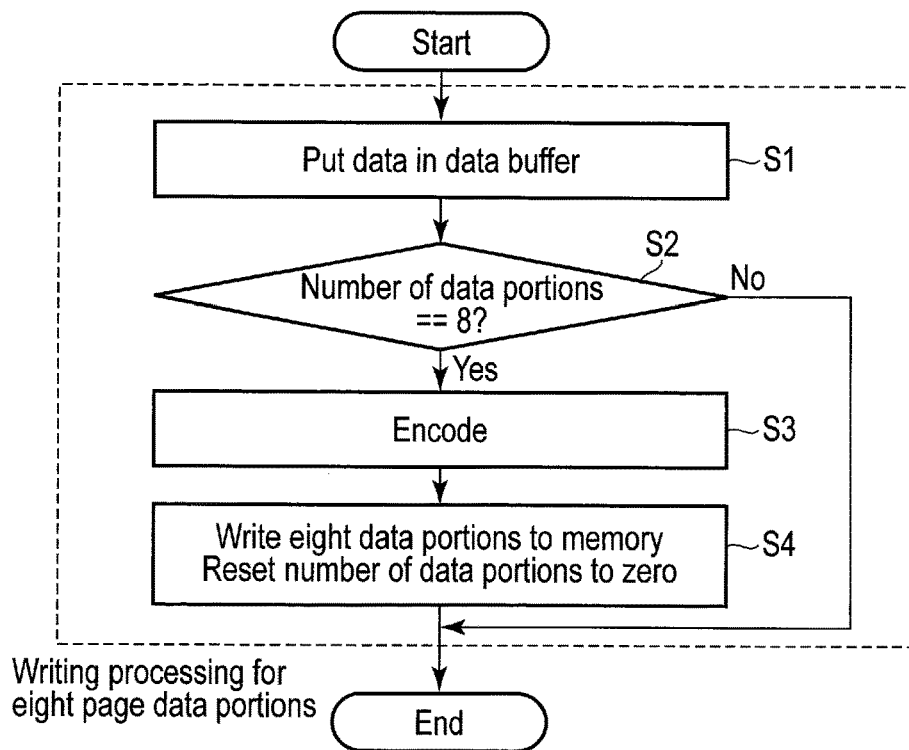 Start
Put data in data buffer
S1
S2
Number of data portions
== 8?
No
Yes
Encode
S3
Write eight data portions to memory
Reset number of data portions to zero
S4
Writing processing for
eight page data portions
End